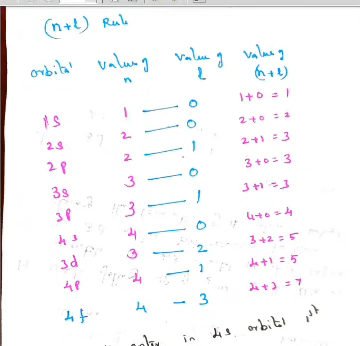 (n+l) Rule
orbital value of n value of l value of (n+l)
1s 1 — 0 1+0 = 1
2s 2 — 0 2+0 = 2
2p 2 — 1 2+1 = 3
3s 3 — 0 3+0 = 3
3p 3 — 1 3+1 = 3
4s 4 — 0 4+0 = 4
3d 3 — 2 3+2 = 5
4p 4 — 1 4+1 = 5
4f 4 — 3 4+3 = 7
in 4s orbital